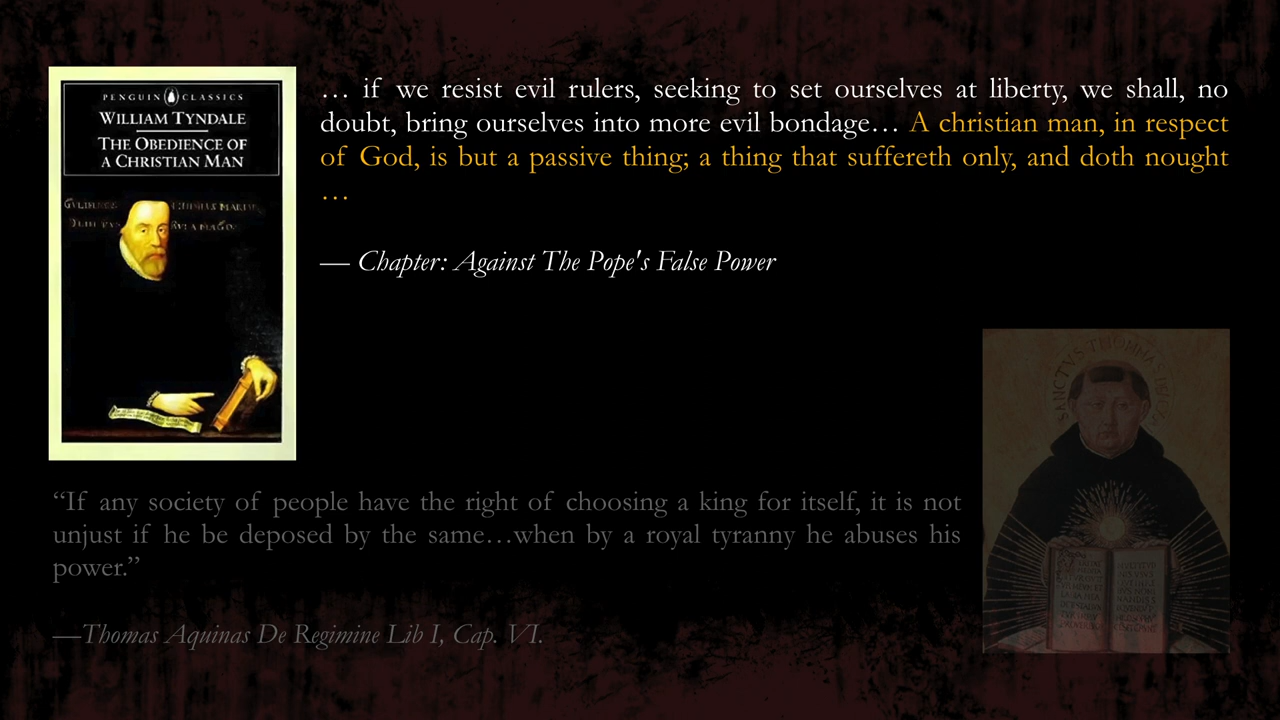 PENGUIN CLASSICS
WILLIAM TYNDALE
THE OBEDIENCE OF
A CHRISTIAN MAN
… if we resist evil rulers, seeking to set ourselves at liberty, we shall, no
doubt, bring ourselves into more evil bondage… A christian man, in respect
of God, is but a passive thing; a thing that suffereth only, and doth nought
…
— Chapter: Against The Pope's False Power
SANCTVS THOMAS
“If any society of people have the right of choosing a king for itself, it is not
unjust if he be deposed by the same…when by a royal tyranny he abuses his
power.”
—Thomas Aquinas De Regimine Lib I, Cap. VI.